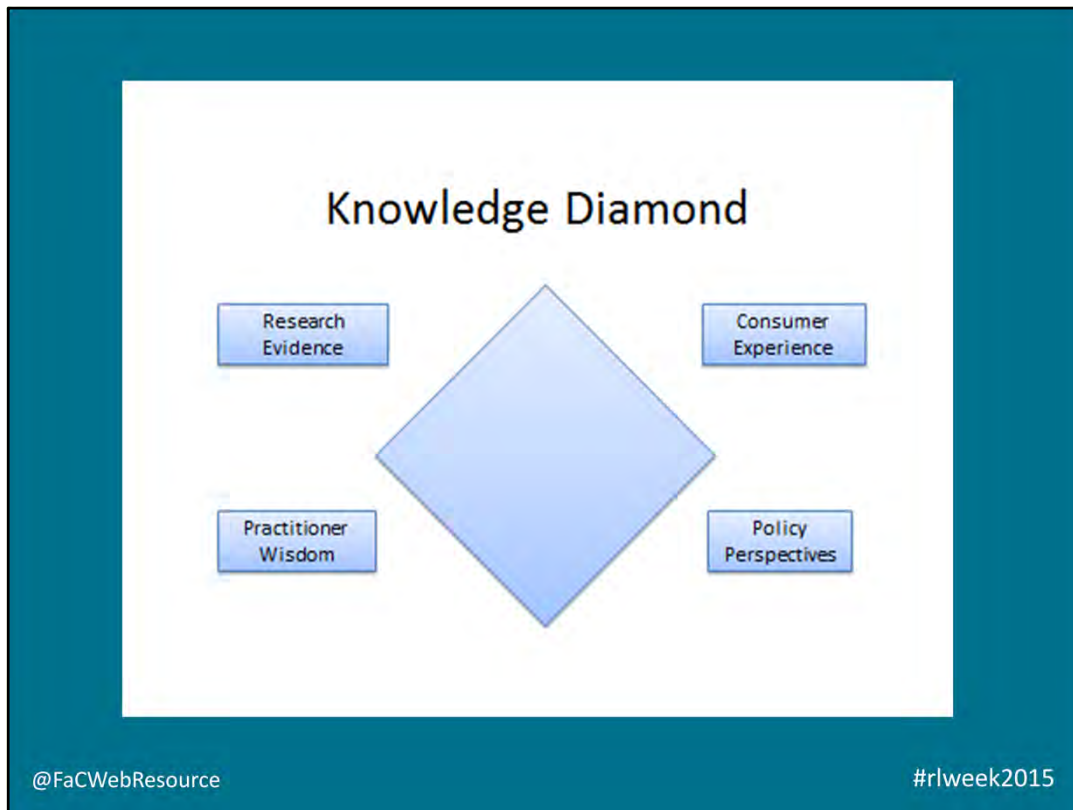 Knowledge Diamond
Research
Evidence
Consumer
Experience
Practitioner
Wisdom
Policy
Perspectives
@FaCWebResource
#rlweek2015